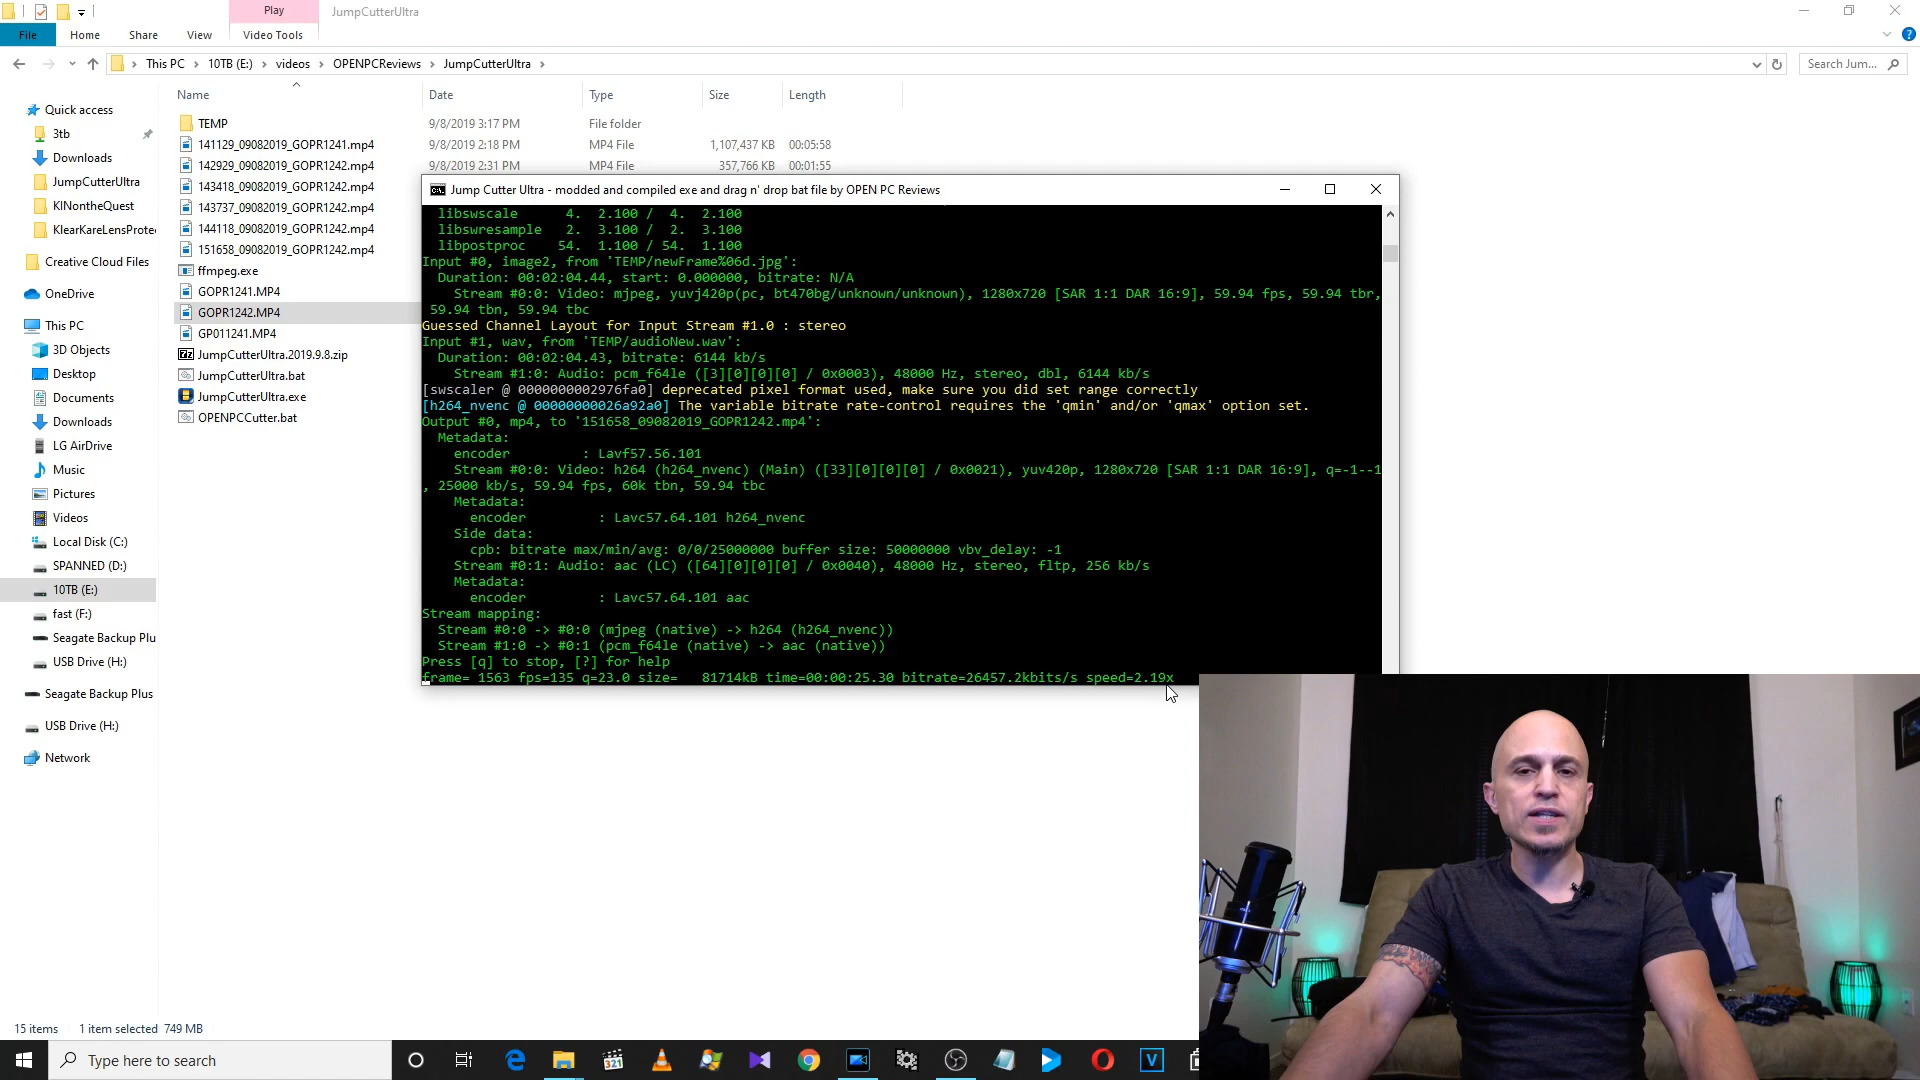 Play
JumpCutterUltra
File
Home
Share
View
Video Tools
This PC
10TB (E:)
videos
OPENPCReviews
JumpCutterUltra
Search Jum...
Name
Date
Type
Size
Length
Quick access
3tb
Downloads
JumpCutterUltra
KINontheQuest
KlearKareLensProte
Creative Cloud Files
OneDrive
This PC
3D Objects
Desktop
Documents
Downloads
LG AirDrive
Music
Pictures
Videos
Local Disk (C:)
SPANNED (D:)
10TB (E:)
fast (F:)
Seagate Backup Plu
USB Drive (H:)
Seagate Backup Plus
USB Drive (H:)
Network
TEMP 9/8/2019 3:17 PM File folder
141129_09082019_GOPR1241.mp4 9/8/2019 2:18 PM MP4 File 1,107,437 KB 00:05:58
142929_09082019_GOPR1242.mp4 9/8/2019 2:31 PM MP4 File 357,766 KB 00:01:55
143418_09082019_GOPR1242.mp4
143737_09082019_GOPR1242.mp4
144118_09082019_GOPR1242.mp4
151658_09082019_GOPR1242.mp4
ffmpeg.exe
GOPR1241.MP4
GOPR1242.MP4
GP011241.MP4
JumpCutterUltra.2019.9.8.zip
JumpCutterUltra.bat
JumpCutterUltra.exe
OPENPCCutter.bat
Jump Cutter Ultra - modded and compiled exe and drag n' drop bat file by OPEN PC Reviews
libswscale 4. 2.100 / 4. 2.100
libswresample 2. 3.100 / 2. 3.100
libpostproc 54. 1.100 / 54. 1.100
Input #0, image2, from 'TEMP/newFrame%06d.jpg':
Duration: 00:02:04.44, start: 0.000000, bitrate: N/A
Stream #0:0: Video: mjpeg, yuvj420p(pc, bt470bg/unknown/unknown), 1280x720 [SAR 1:1 DAR 16:9], 59.94 fps, 59.94 tbr,
59.94 tbn, 59.94 tbc
Guessed Channel Layout for Input Stream #1.0 : stereo
Input #1, wav, from 'TEMP/audioNew.wav':
Duration: 00:02:04.43, bitrate: 6144 kb/s
Stream #1:0: Audio: pcm_f64le ([3][0][0][0] / 0x0003), 48000 Hz, stereo, dbl, 6144 kb/s
[swscaler @ 0000000002976fa0] deprecated pixel format used, make sure you did set range correctly
[h264_nvenc @ 00000000026a92a0] The variable bitrate rate-control requires the 'qmin' and/or 'qmax' option set.
Output #0, mp4, to '151658_09082019_GOPR1242.mp4':
Metadata:
encoder : Lavf57.56.101
Stream #0:0: Video: h264 (h264_nvenc) (Main) ([33][0][0][0] / 0x0021), yuv420p, 1280x720 [SAR 1:1 DAR 16:9], q=-1--1
, 25000 kb/s, 59.94 fps, 60k tbn, 59.94 tbc
Metadata:
encoder : Lavc57.64.101 h264_nvenc
Side data:
cpb: bitrate max/min/avg: 0/0/25000000 buffer size: 50000000 vbv_delay: -1
Stream #0:1: Audio: aac (LC) ([64][0][0][0] / 0x0040), 48000 Hz, stereo, fltp, 256 kb/s
Metadata:
encoder : Lavc57.64.101 aac
Stream mapping:
Stream #0:0 -> #0:0 (mjpeg (native) -> h264 (h264_nvenc))
Stream #1:0 -> #0:1 (pcm_f64le (native) -> aac (native))
Press [q] to stop, [?] for help
frame= 1563 fps=135 q=23.0 size= 81714kB time=00:00:25.30 bitrate=26457.2kbits/s speed=2.19x
15 items 1 item selected 749 MB
Type here to search